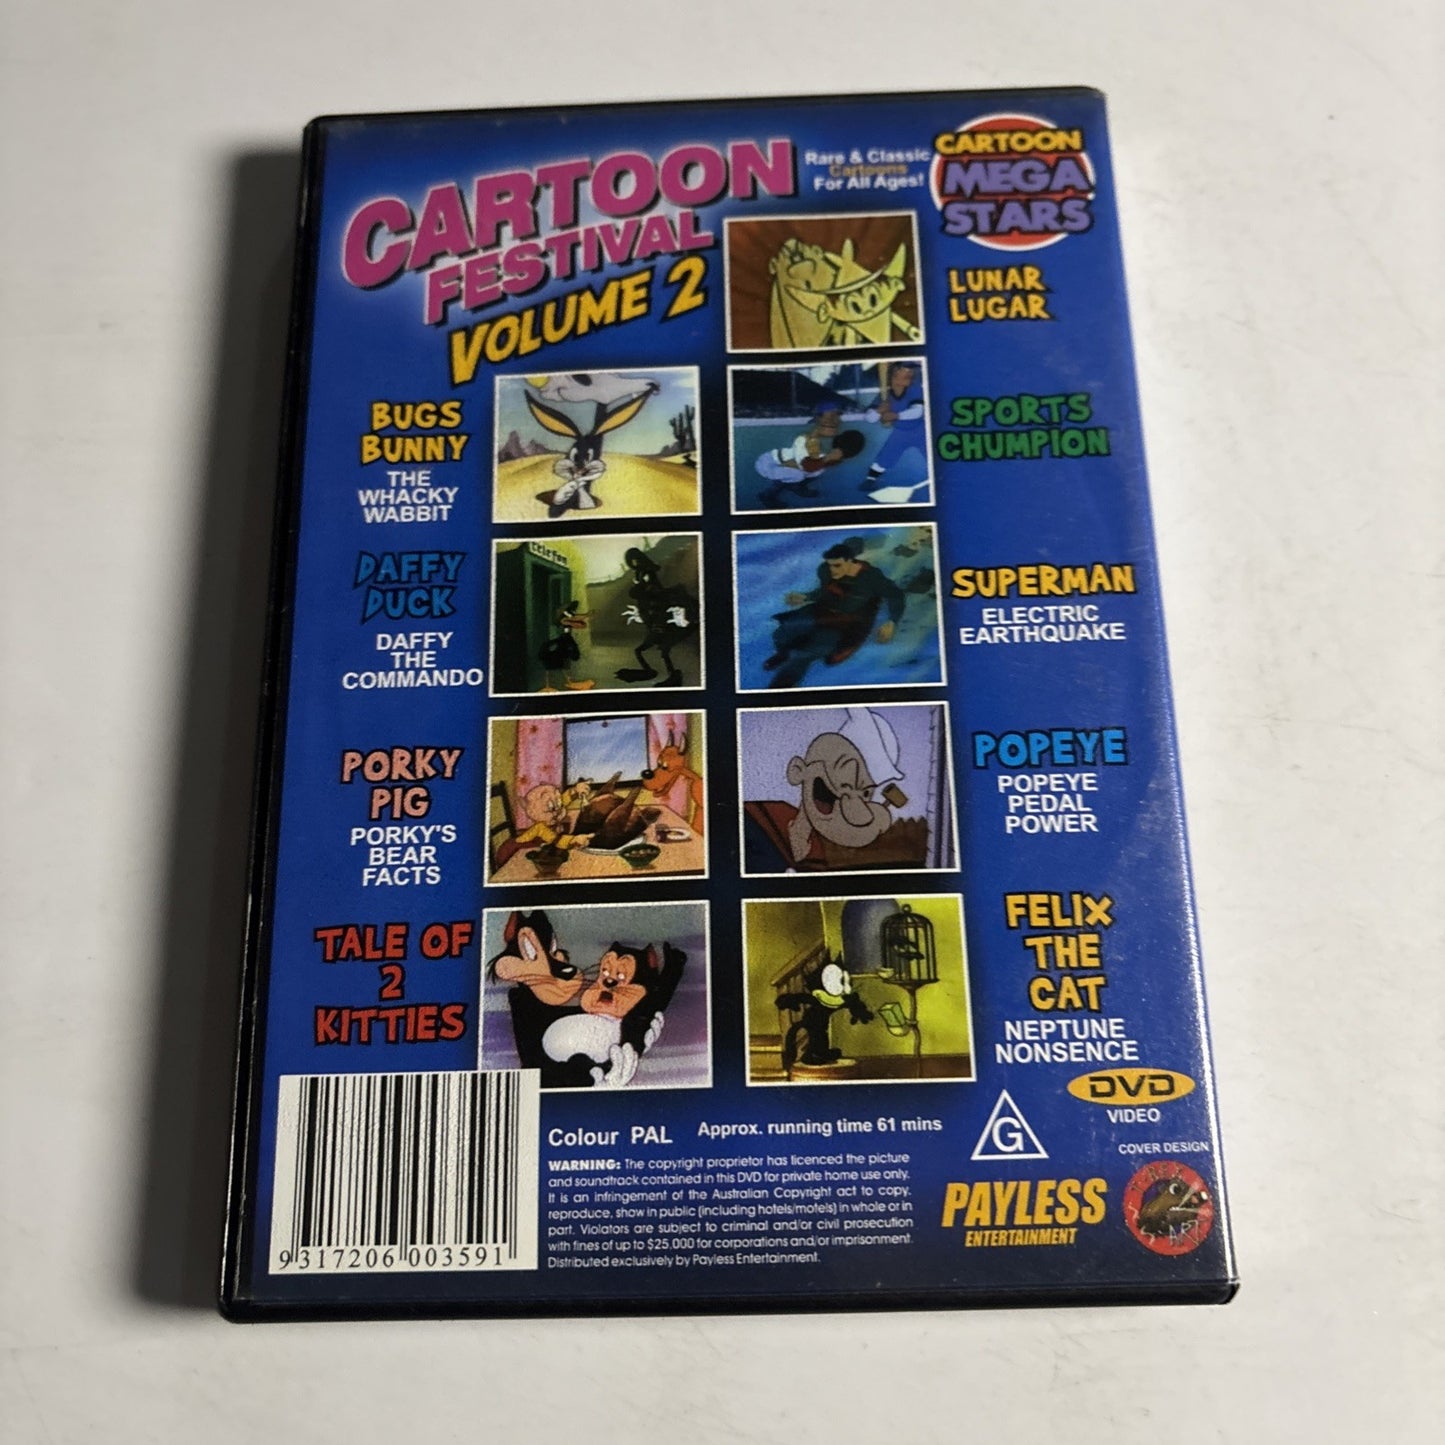 CARTOON
FESTIVAL
VOLUME 2
Rare & Classic
Cartoons
For All Ages!
CARTOON
MEGA
STARS
LUNAR
LUGAR
BUGS
BUNNY
THE
WHACKY
WABBIT
SPORTS
CHUMPION
DAFFY
DUCK
DAFFY
THE
COMMANDO
telefon
SUPERMAN
ELECTRIC
EARTHQUAKE
PORKY
PIG
PORKY'S
BEAR
FACTS
POPEYE
POPEYE
PEDAL
POWER
TALE OF
2
KITTIES
FELIX
THE
CAT
NEPTUNE
NONSENCE
9 317206 003591
Colour PAL Approx. running time 61 mins
WARNING: The copyright proprietor has licenced the picture
and soundtrack contained in this DVD for private home use only.
It is an infringement of the Australian Copyright act to copy,
reproduce, show in public (including hotels/motels) in whole or in
part. Violators are subject to criminal and/or civil prosecution
with fines of up to $25,000 for corporations and/or imprisonment.
Distributed exclusively by Payless Entertainment.
G
DVD
VIDEO
COVER DESIGN
PAYLESS
ENTERTAINMENT
T-REX
ART